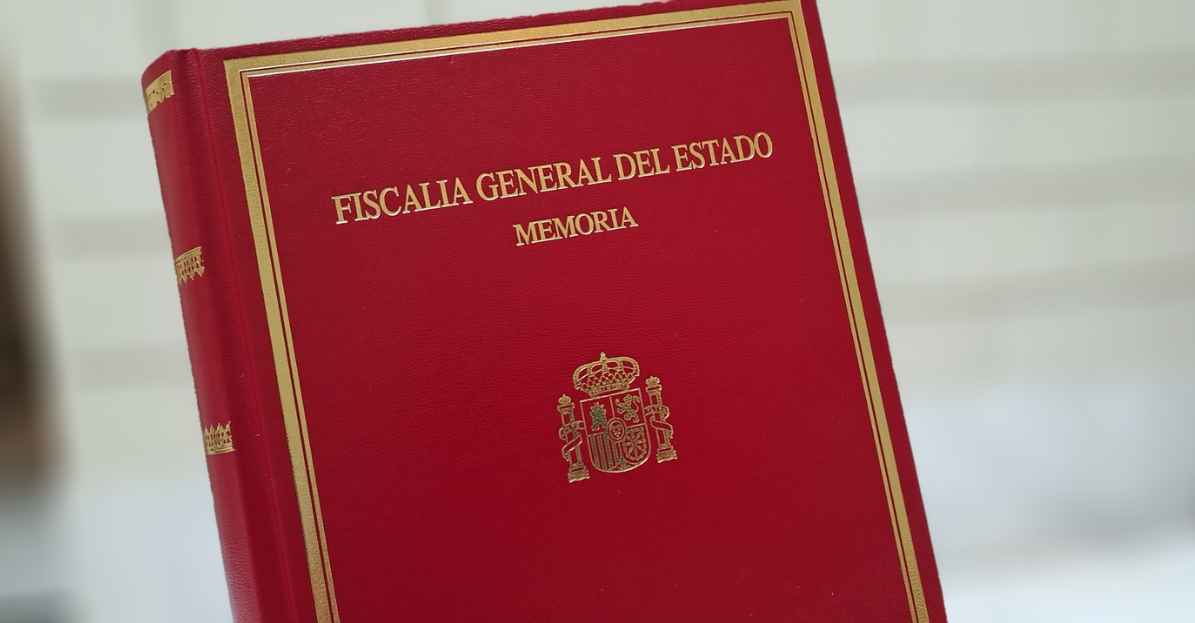 FISCALIA GENERAL DEL ESTADO
MEMORIA